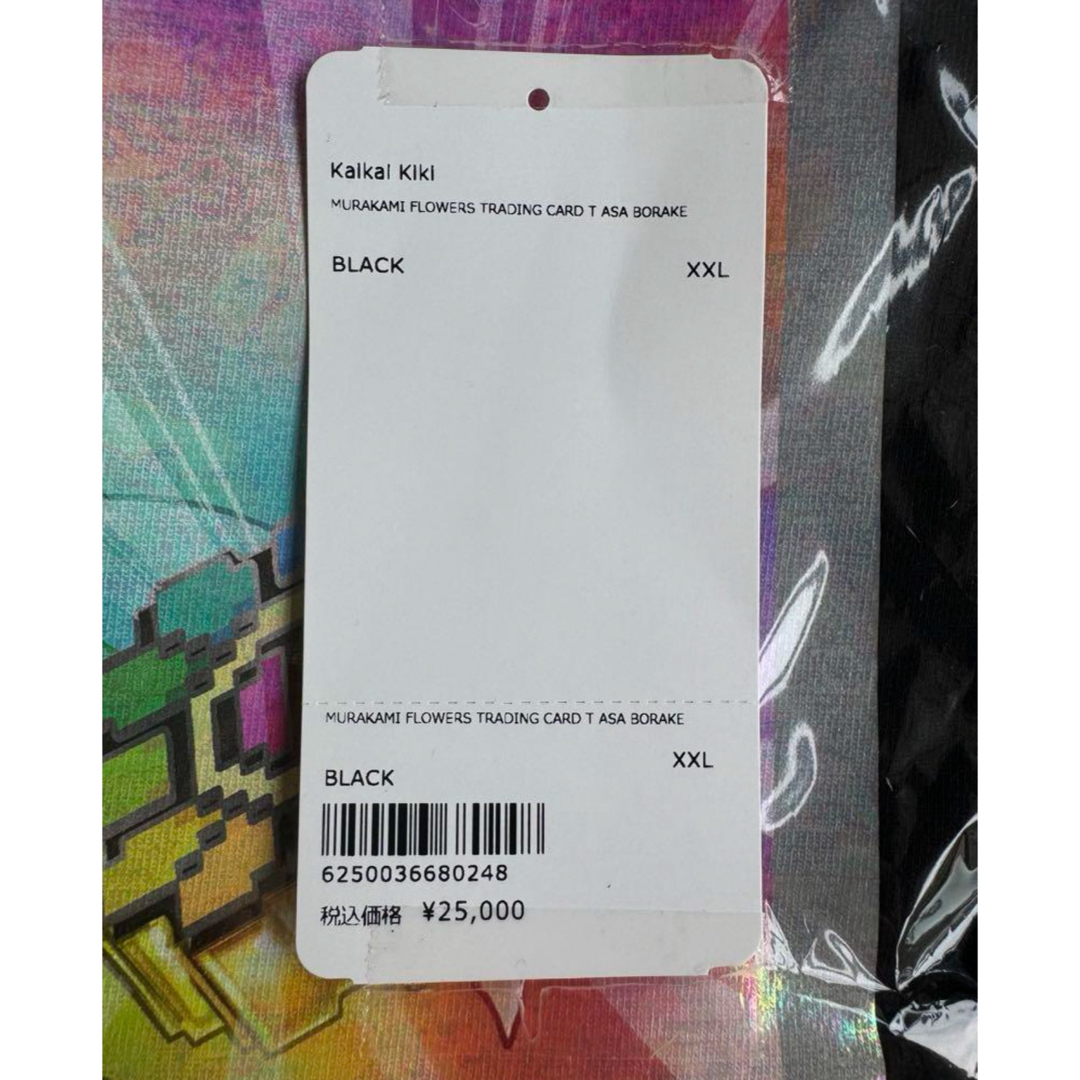 Kaikai Kiki
MURAKAMI FLOWERS TRADING CARD T ASA BORAKE
BLACK XXL
MURAKAMI FLOWERS TRADING CARD T ASA BORAKE
XXL
BLACK
6250036680248
税込価格 ¥25,000